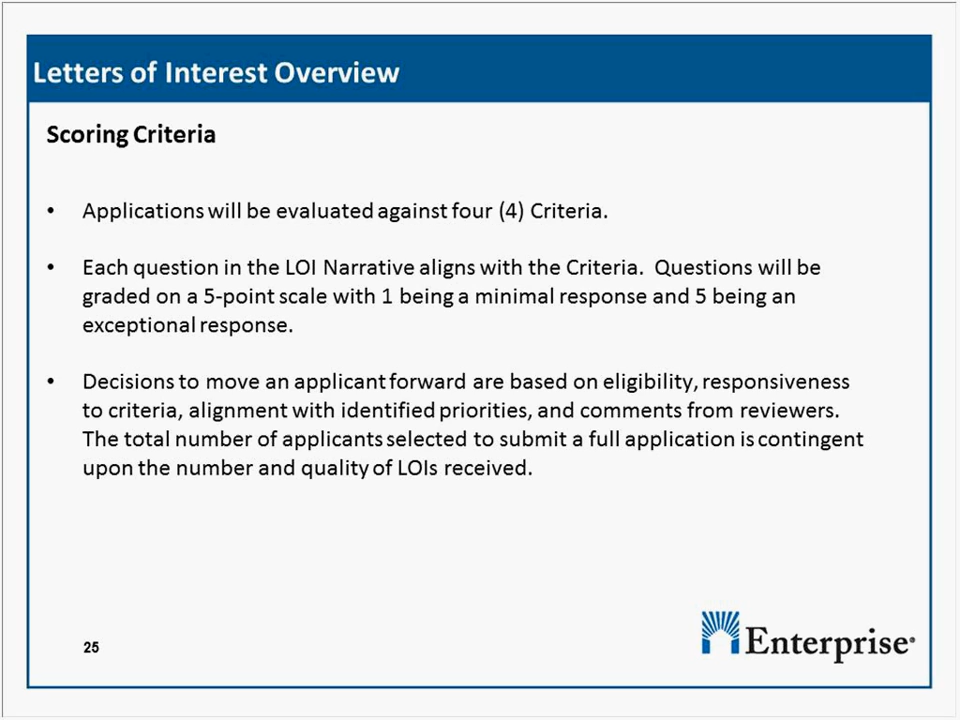 Letters of Interest Overview
Scoring Criteria
• Applications will be evaluated against four (4) Criteria.
• Each question in the LOI Narrative aligns with the Criteria.  Questions will be
graded on a 5-point scale with 1 being a minimal response and 5 being an
exceptional response.
• Decisions to move an applicant forward are based on eligibility, responsiveness
to criteria, alignment with identified priorities, and comments from reviewers.
The total number of applicants selected to submit a full application is contingent
upon the number and quality of LOIs received.
25
Enterprise®